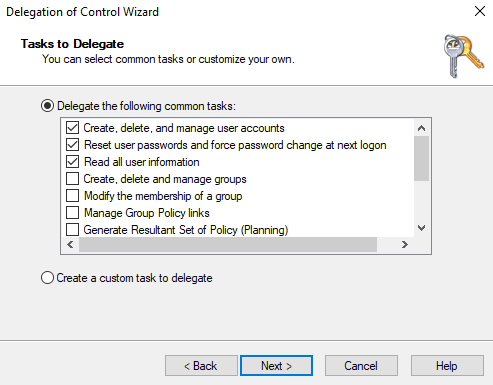 Delegation of Control Wizard
Tasks to Delegate
You can select common tasks or customize your own.
Delegate the following common tasks:
Create, delete, and manage user accounts
Reset user passwords and force password change at next logon
Read all user information
Create, delete and manage groups
Modify the membership of a group
Manage Group Policy links
Generate Resultant Set of Policy (Planning)
Create a custom task to delegate
< Back
Next >
Cancel
Help